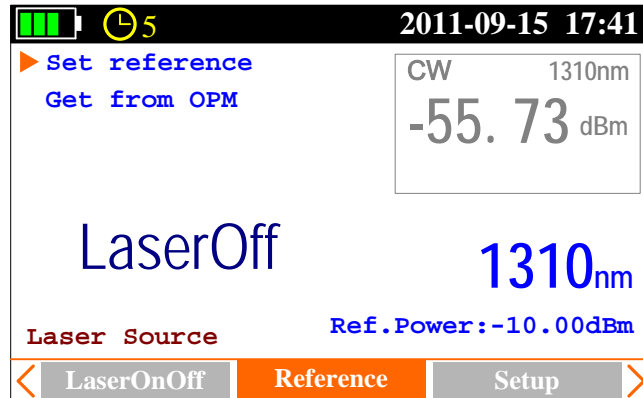 5 2011-09-15 17:41
Set reference
Get from OPM
CW 1310nm
-55. 73 dBm
LaserOff
1310nm
Laser Source
Ref.Power:-10.00dBm
LaserOnOff Reference Setup